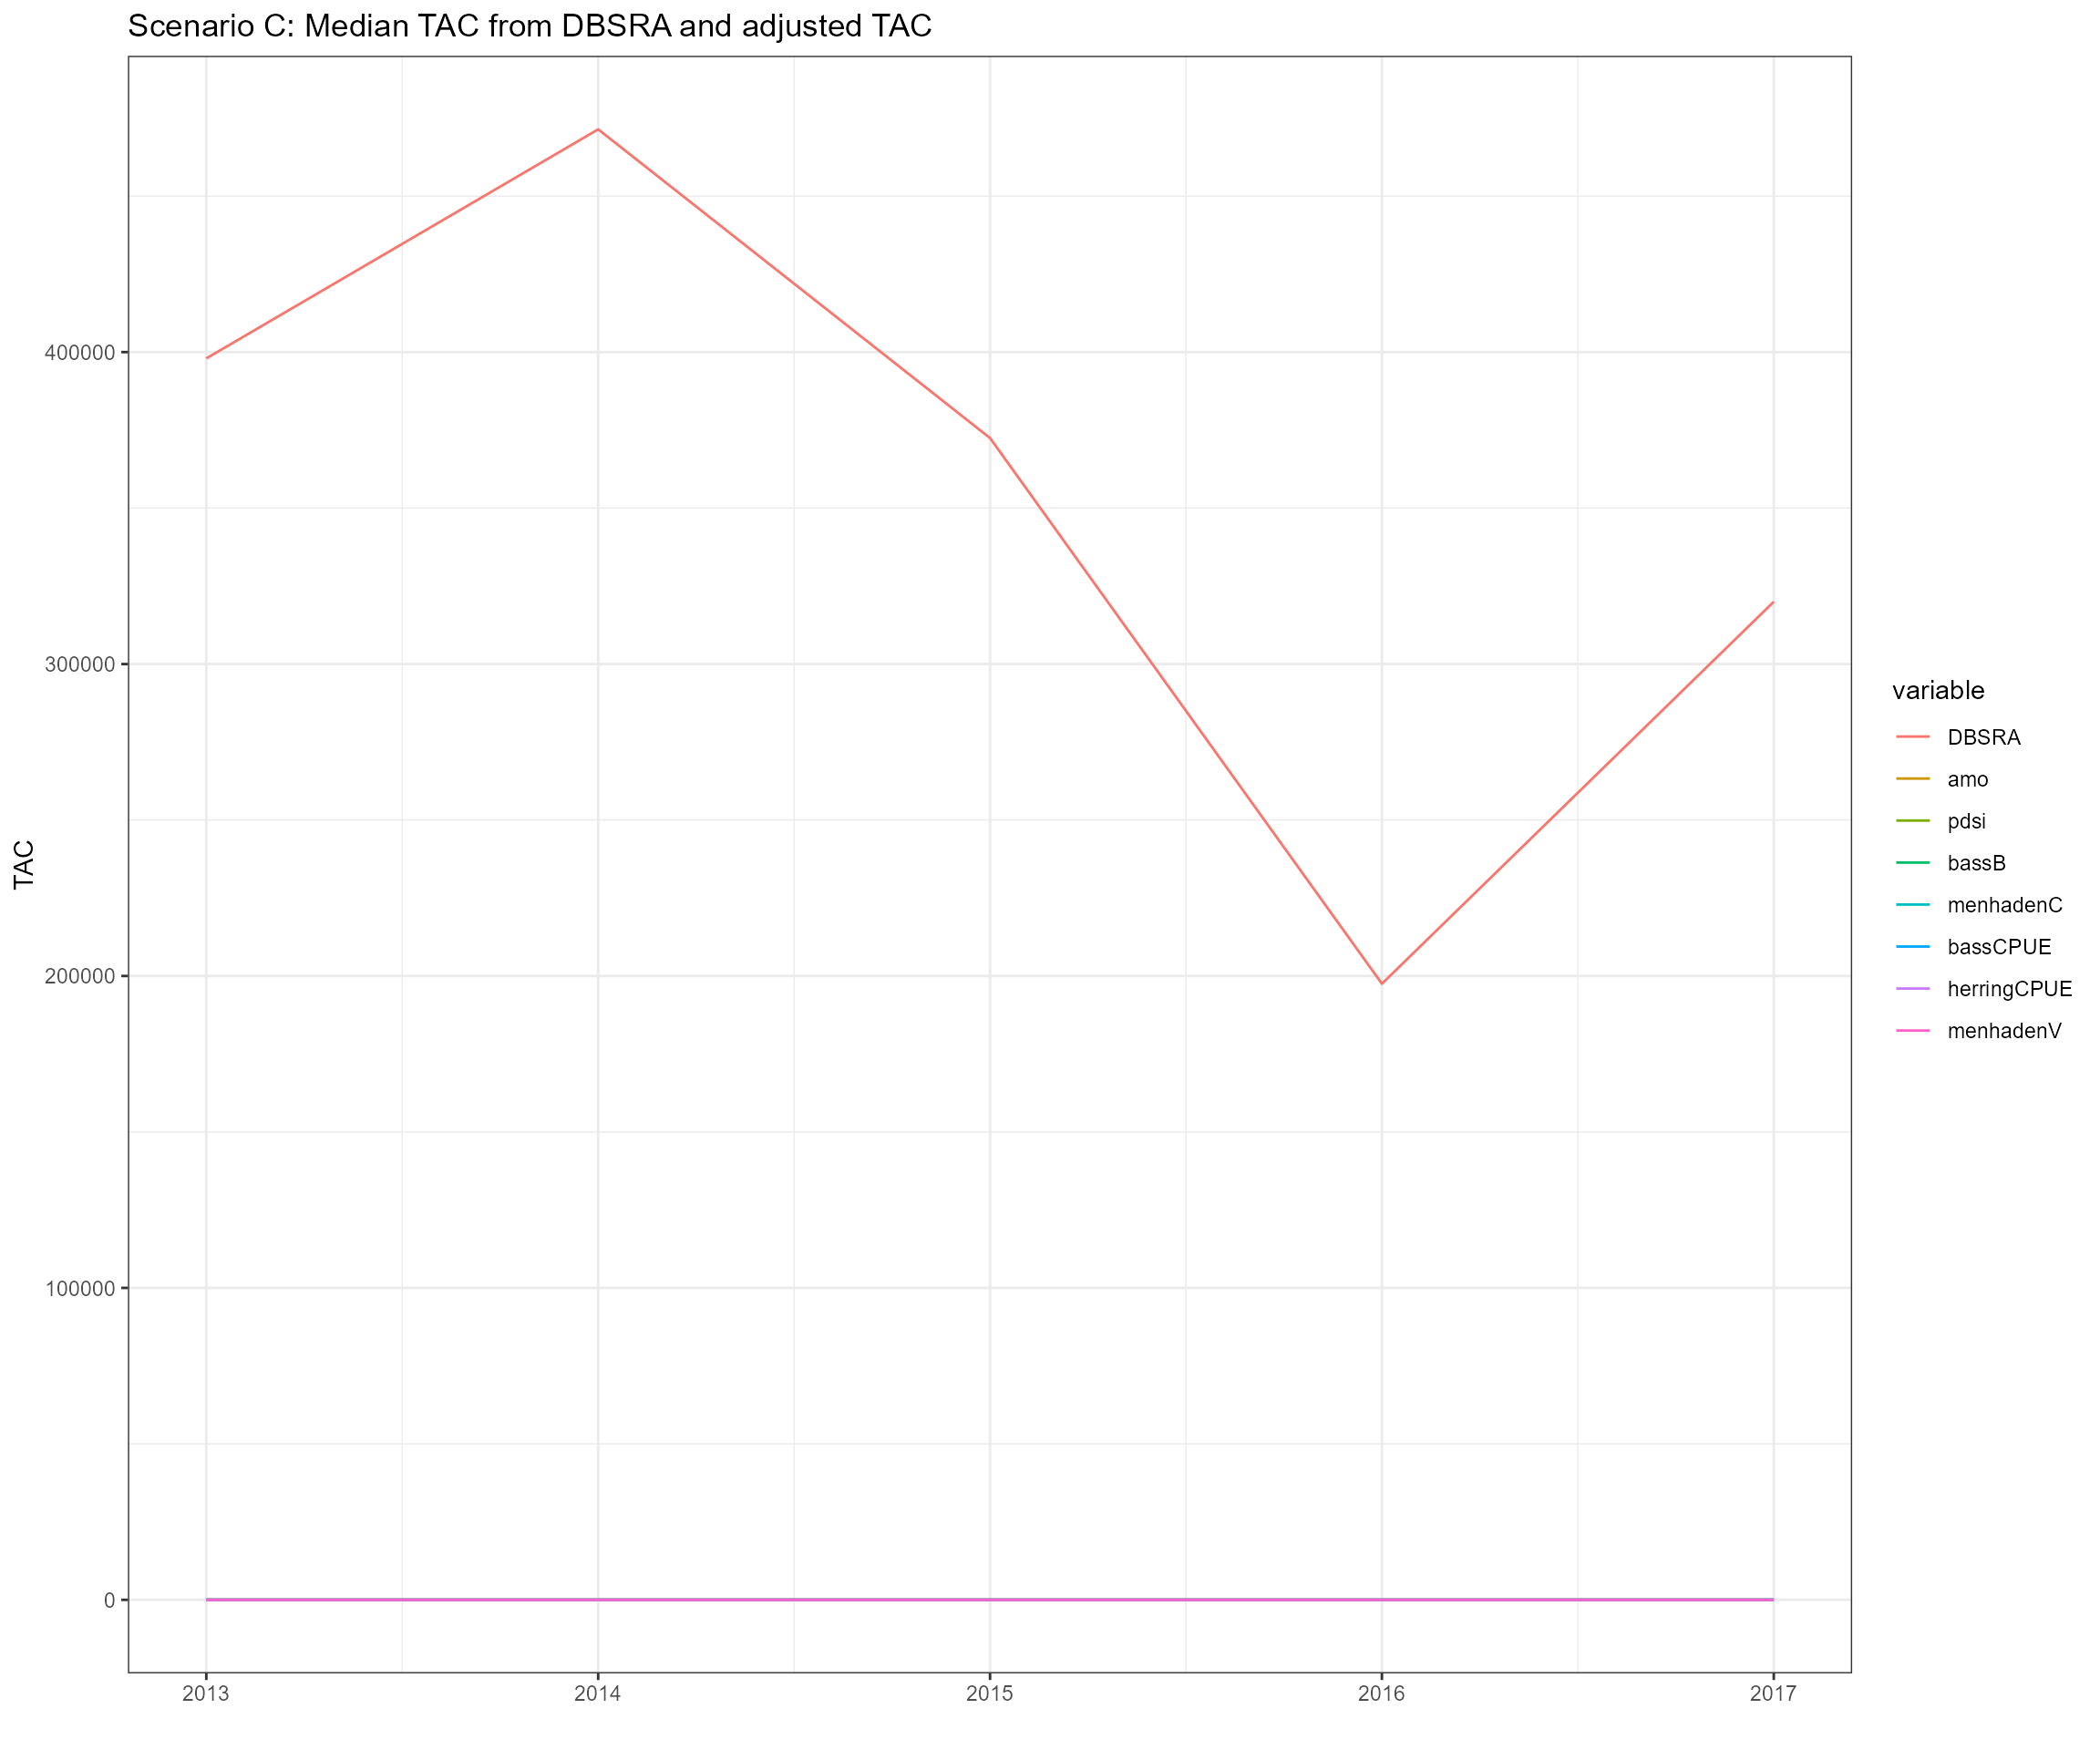 Scenario C: Median TAC from DBSRA and adjusted TAC
TAC
400000
300000
200000
100000
0
2013 2014 2015 2016 2017
variable
DBSRA
amo
pdsi
bassB
menhadenC
bassCPUE
herringCPUE
menhadenV